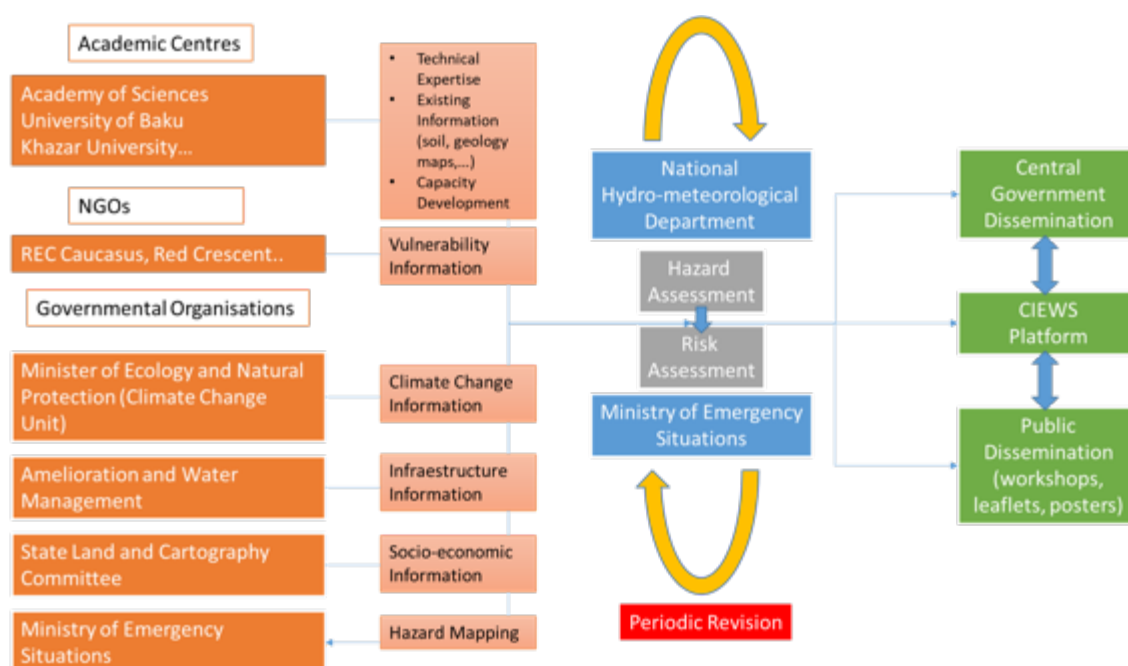 Academic Centres
Academy of Sciences
University of Baku
Khazar University...
NGOs
REC Caucasus, Red Crescent..
Governmental Organisations
Minister of Ecology and Natural
Protection (Climate Change
Unit)
Amelioration and Water
Management
State Land and Cartography
Committee
Ministry of Emergency
Situations
• Technical
Expertise
• Existing
Information
(soil, geology
maps,...)
• Capacity
Development
Vulnerability
Information
Climate Change
Information
Infraestructure
Information
Socio-economic
Information
Hazard Mapping
National
Hydro-meteorological
Department
Hazard
Assessment
Risk
Assessment
Ministry of Emergency
Situations
Periodic Revision
Central
Government
Dissemination
CIEWS
Platform
Public
Dissemination
(workshops,
leaflets, posters)